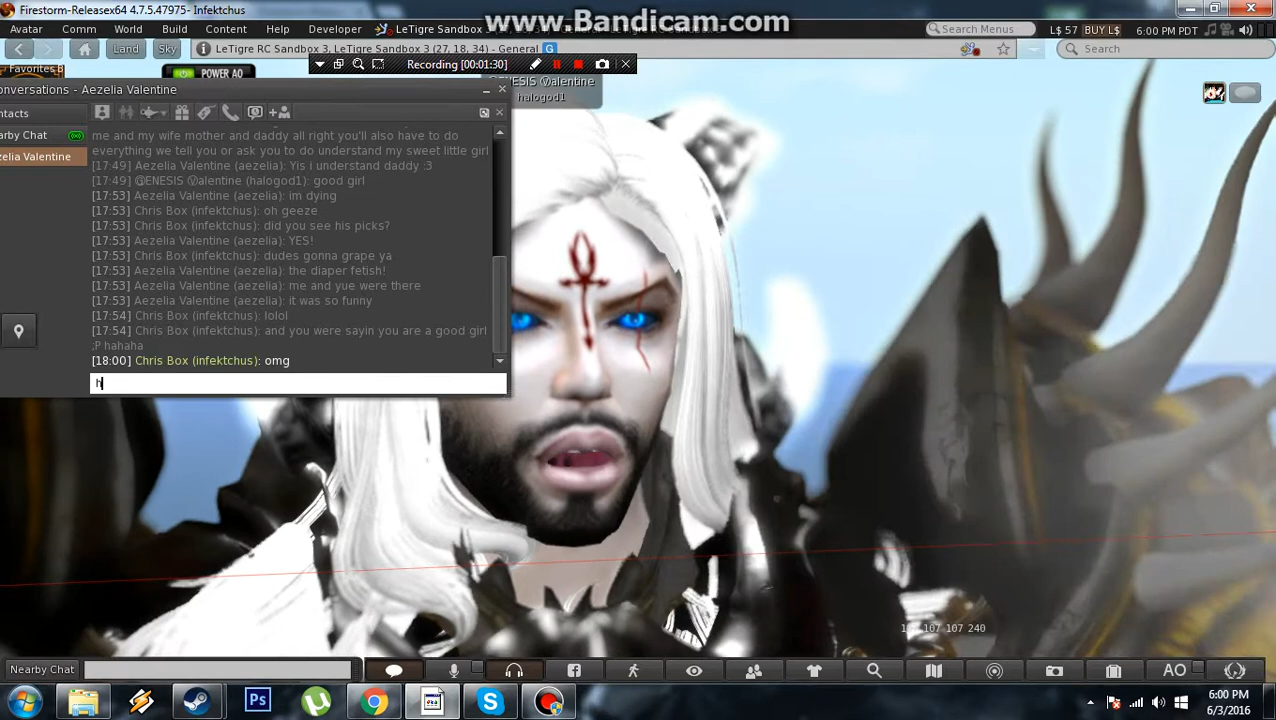 Firestorm-Releasex64 4.7.5.47975- Infektchus
www.Bandicam.com
Avatar Comm World Build Content Help Developer
LeTigre RC Sandbox 3, LeTigre Sandbox 3 (27, 18, 34) - General G
Search Menus
L$ 57 BUY L$ 6:00 PM PDT
Land Sky
Search
Favorites B
POWER AO
Recording [00:01:30]
ENESIS Ⓥalentine
halogod1
onversations - Aezelia Valentine
ntacts
arby Chat
zelia Valentine
me and my wife mother and daddy all right you'll also have to do
everything we tell you or ask you to do understand my sweet little girl
[17:49] Aezelia Valentine (aezelia): Yis i understand daddy :3
[17:49] @ENESIS Ⓥalentine (halogod1): good girl
[17:53] Aezelia Valentine (aezelia): im dying
[17:53] Chris Box (infektchus): oh geeze
[17:53] Chris Box (infektchus): did you see his picks?
[17:53] Aezelia Valentine (aezelia): YES!
[17:53] Chris Box (infektchus): dudes gonna grape ya
[17:53] Aezelia Valentine (aezelia): the diaper fetish!
[17:53] Aezelia Valentine (aezelia): me and yue were there
[17:53] Aezelia Valentine (aezelia): it was so funny
[17:54] Chris Box (infektchus): lolol
[17:54] Chris Box (infektchus): and you were sayin you are a good girl
;P hahaha
[18:00] Chris Box (infektchus): omg
h
107 107 240
Nearby Chat
AO
Ps
6:00 PM
6/3/2016